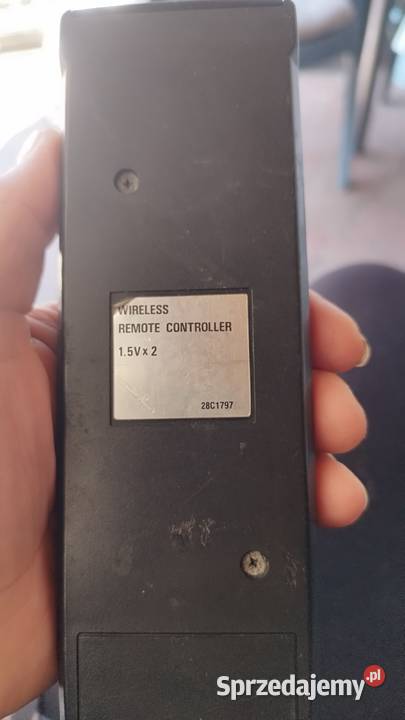 WIRELESS
REMOTE CONTROLLER
1.5V x 2
28C1797
Sprzedajemy.pl